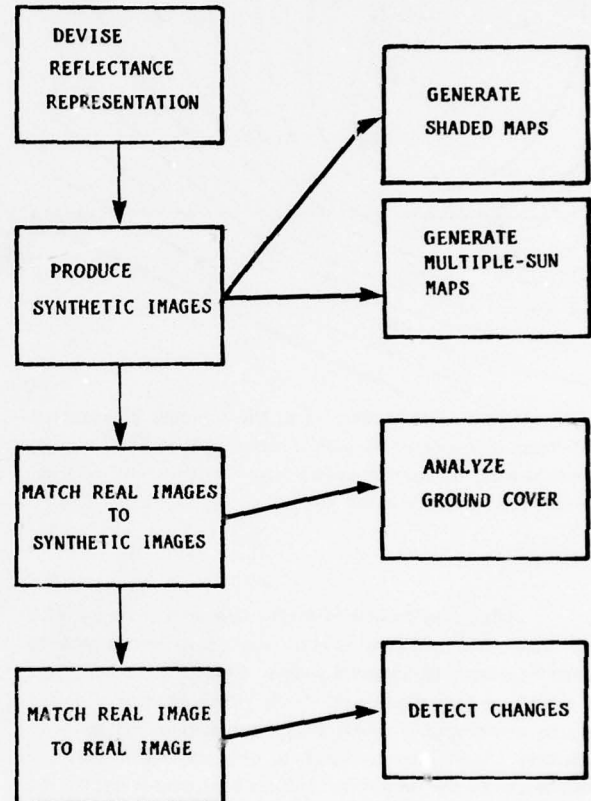 DEVISE
REFLECTANCE
REPRESENTATION
GENERATE
SHADED MAPS
PRODUCE
SYNTHETIC IMAGES
GENERATE
MULTIPLE-SUN
MAPS
MATCH REAL IMAGES
TO
SYNTHETIC IMAGES
ANALYZE
GROUND COVER
MATCH REAL IMAGE
TO REAL IMAGE
DETECT CHANGES